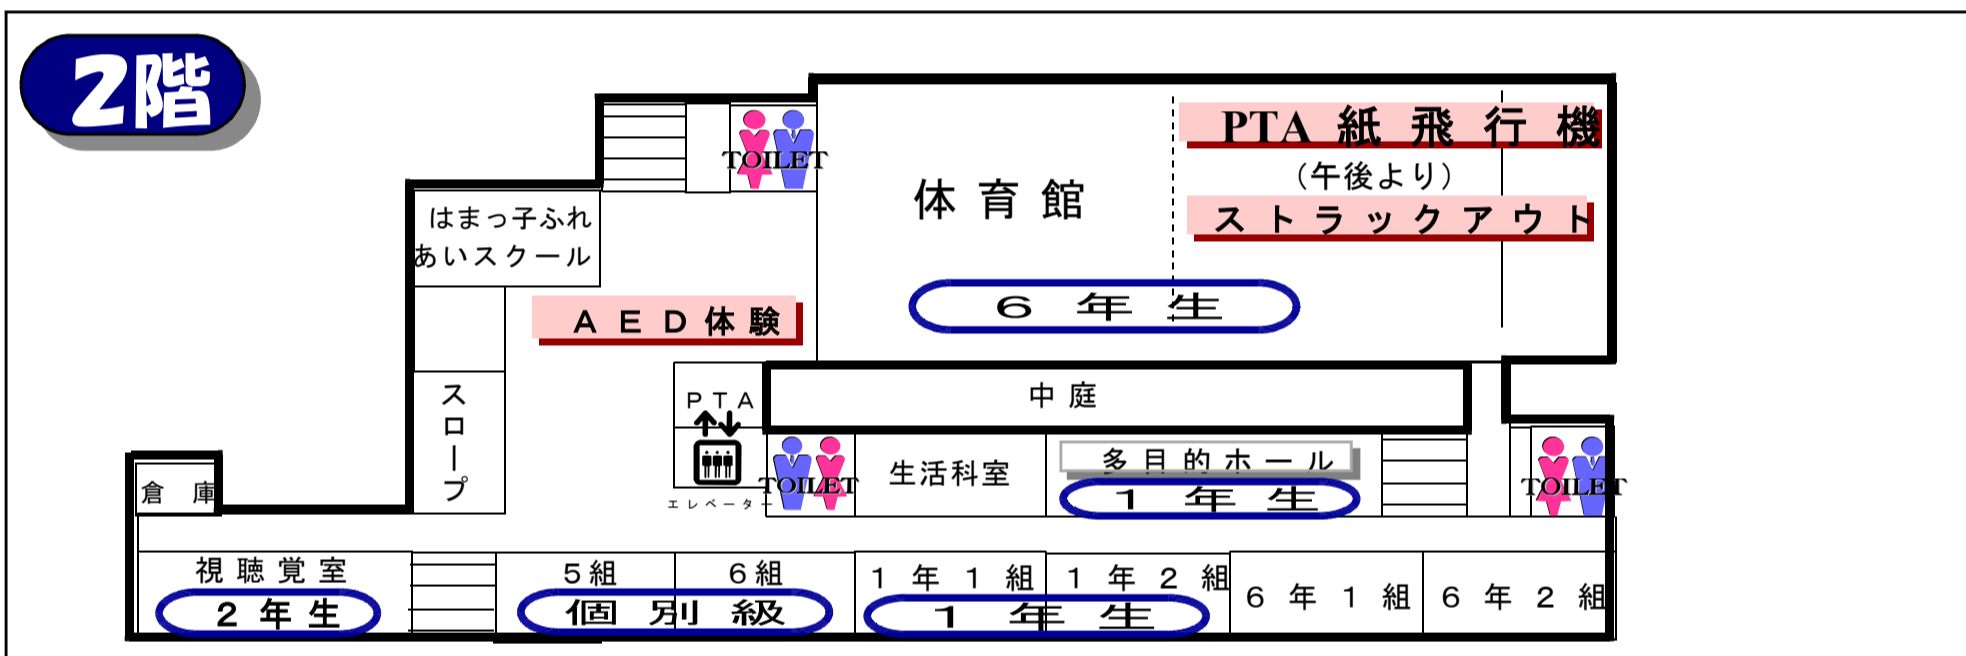 2階
TOILET
PTA 紙飛行機
(午後より)
ストラックアウト
体育館
6年生
はまっ子ふれ
あいスクール
AED体験
スロープ
PTA
エレベーター
中庭
TOILET
生活科室
多目的ホール
1年生
TOILET
倉庫
視聴覚室
2年生
5組
6組
個別級
1年1組
1年2組
1年生
6年1組
6年2組